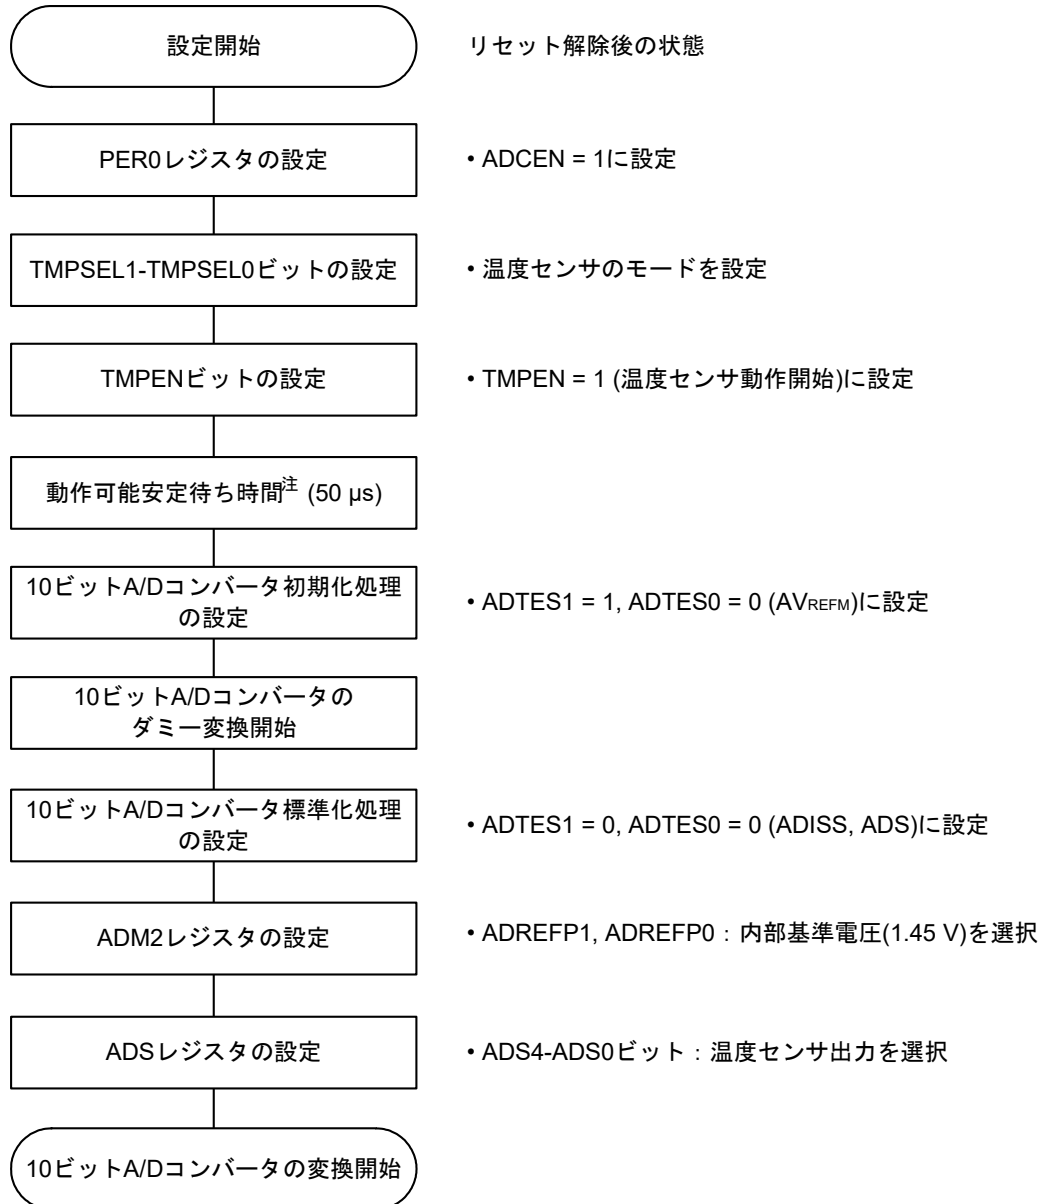 設定開始
リセット解除後の状態
PER0レジスタの設定
• ADCEN = 1に設定
TMPSEL1-TMPSEL0ビットの設定
• 温度センサのモードを設定
TMPENビットの設定
• TMPEN = 1 (温度センサ動作開始)に設定
動作可能安定待ち時間注 (50 μs)
10ビットA/Dコンバータ初期化処理
の設定
• ADTES1 = 1, ADTES0 = 0 (AVREFM)に設定
10ビットA/Dコンバータの
ダミー変換開始
10ビットA/Dコンバータ標準化処理
の設定
• ADTES1 = 0, ADTES0 = 0 (ADISS, ADS)に設定
ADM2レジスタの設定
• ADREFP1, ADREFP0：内部基準電圧(1.45 V)を選択
ADSレジスタの設定
• ADS4-ADS0ビット：温度センサ出力を選択
10ビットA/Dコンバータの変換開始